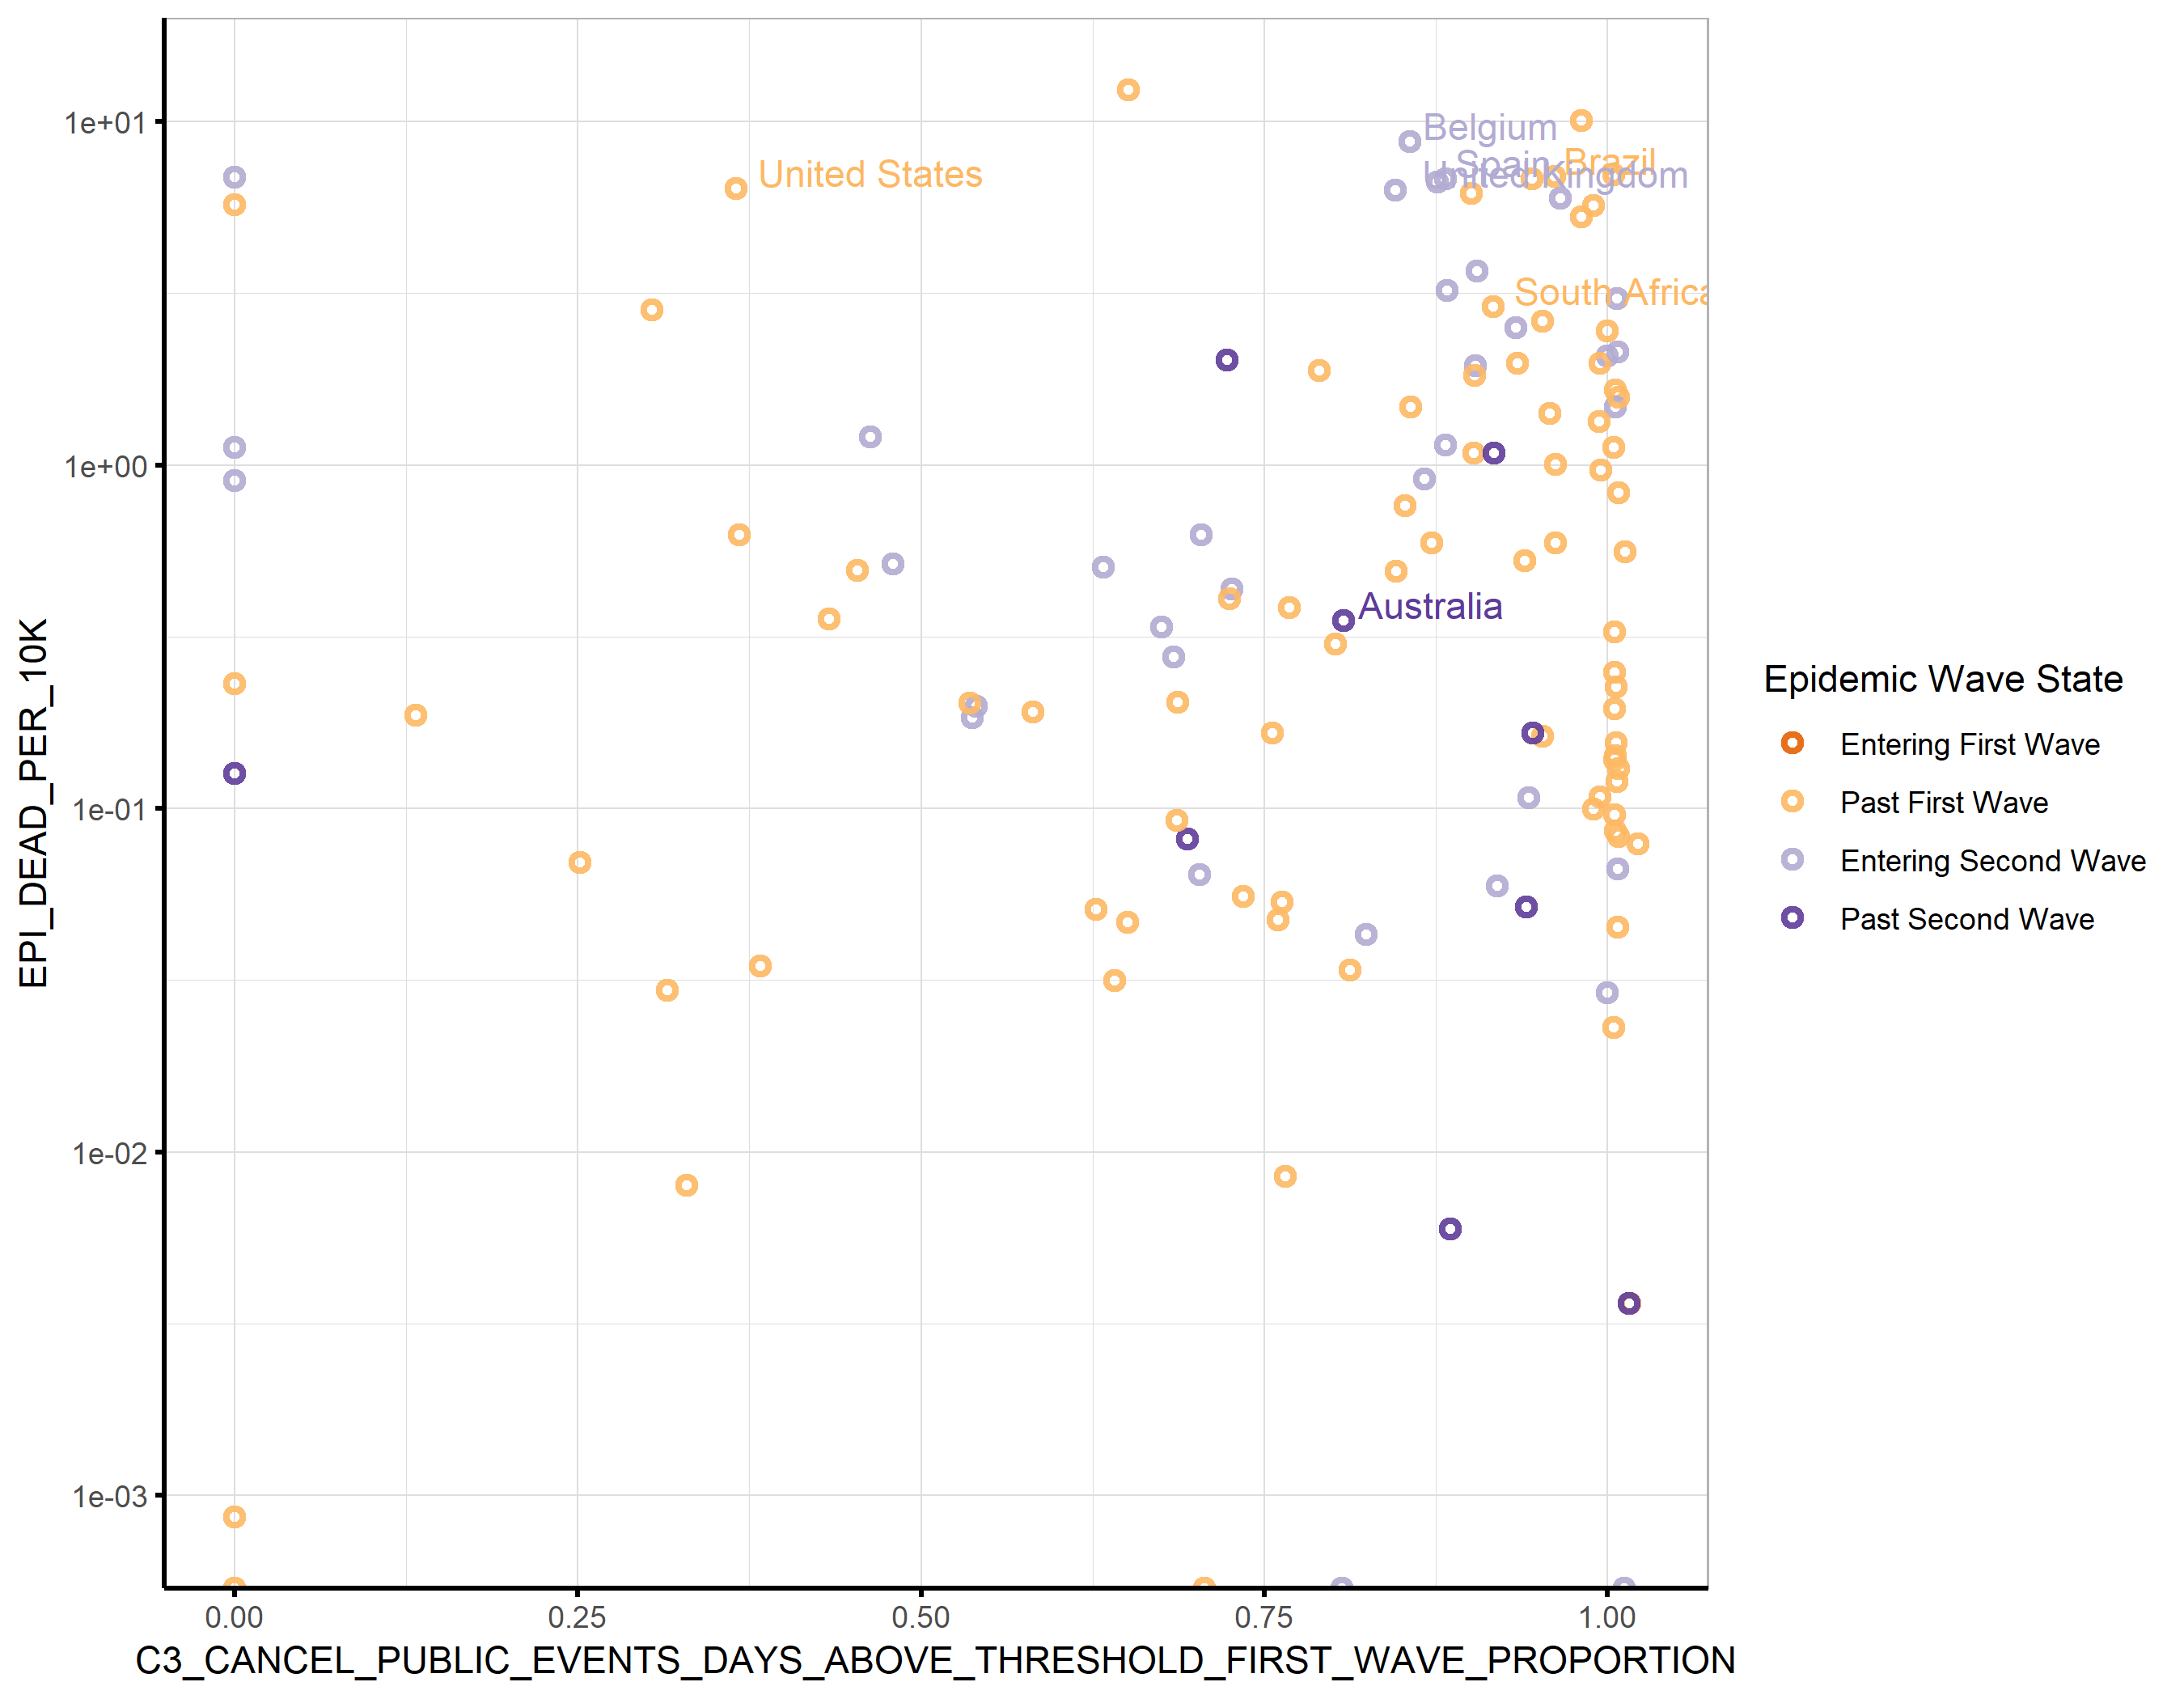 1e+01
1e+00
1e-01
1e-02
1e-03
EPI_DEAD_PER_10K
Belgium
Spain
Brazil
United States
United Kingdom
South Africa
Australia
Epidemic Wave State
Entering First Wave
Past First Wave
Entering Second Wave
Past Second Wave
0.00
0.25
0.50
0.75
1.00
C3_CANCEL_PUBLIC_EVENTS_DAYS_ABOVE_THRESHOLD_FIRST_WAVE_PROPORTION